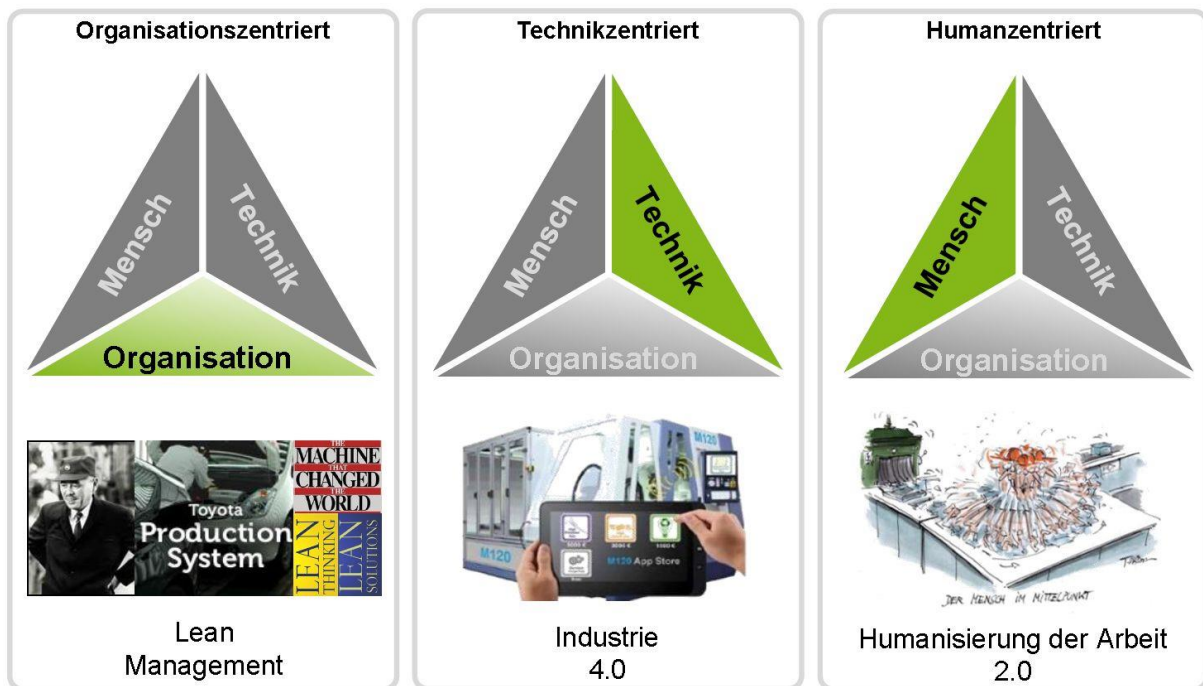 Organisationszentriert
Mensch
Technik
Organisation
Toyota
Production
System
THE
MACHINE
THAT
CHANGED
THE
WORLD
LEAN
THINKING
LEAN
SOLUTIONS
Lean
Management
Technikzentriert
Mensch
Technik
Organisation
M120
M120
M120 App Store
Industrie
4.0
Humanzentriert
Mensch
Technik
Organisation
DER MENSCH IM MITTELPUNKT
Humanisierung der Arbeit
2.0